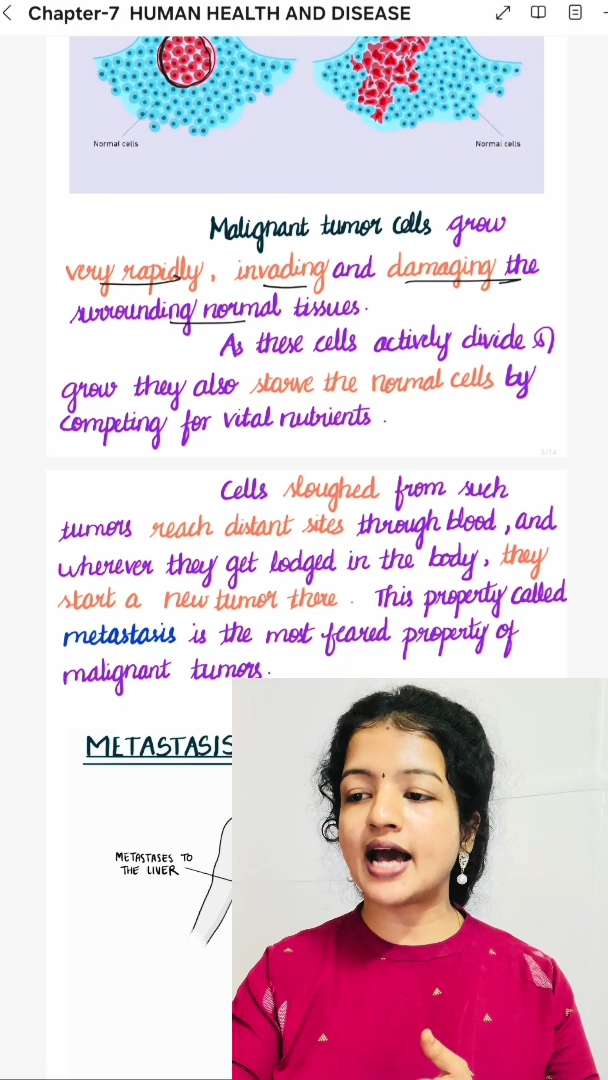 Chapter-7 HUMAN HEALTH AND DISEASE
Normal cells
Normal cells
Malignant tumor cells grow
very rapidly, invading and damaging the
surrounding normal tissues.
As these cells actively divide &
grow they also starve the normal cells by
competing for vital nutrients.
3/14
Cells sloughed from such
tumors reach distant sites through blood, and
wherever they get lodged in the body, they
start a new tumor there. This property called
metastasis is the most feared property of
malignant tumors.
METASTASIS
METASTASES TO
THE LIVER